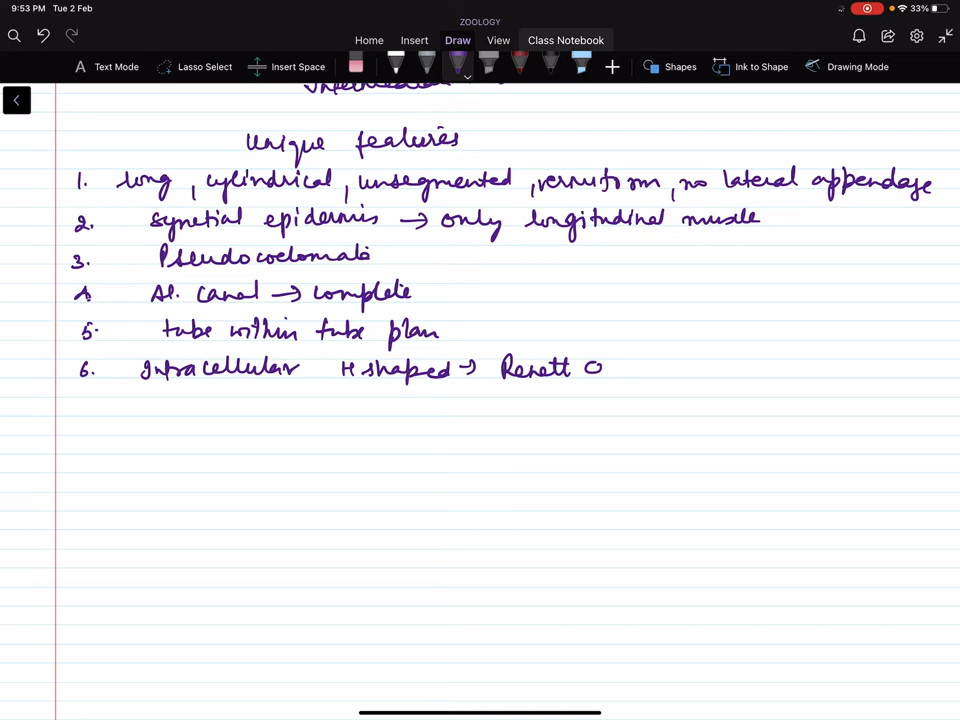 9:53 PM Tue 2 Feb 33%
ZOOLOGY
Home Insert Draw View Class Notebook
Text Mode Lasso Select Insert Space Shapes Ink to Shape Drawing Mode
Unique features
1. long, cylindrical, unsegmented, vermiform, no lateral appendage
2. Syncitial epidermis → only longitudinal muscle
3. Pseudocoelomate
4. Al. canal → complete
5. tube within tube plan
6. Intracellular H shaped → Renett C